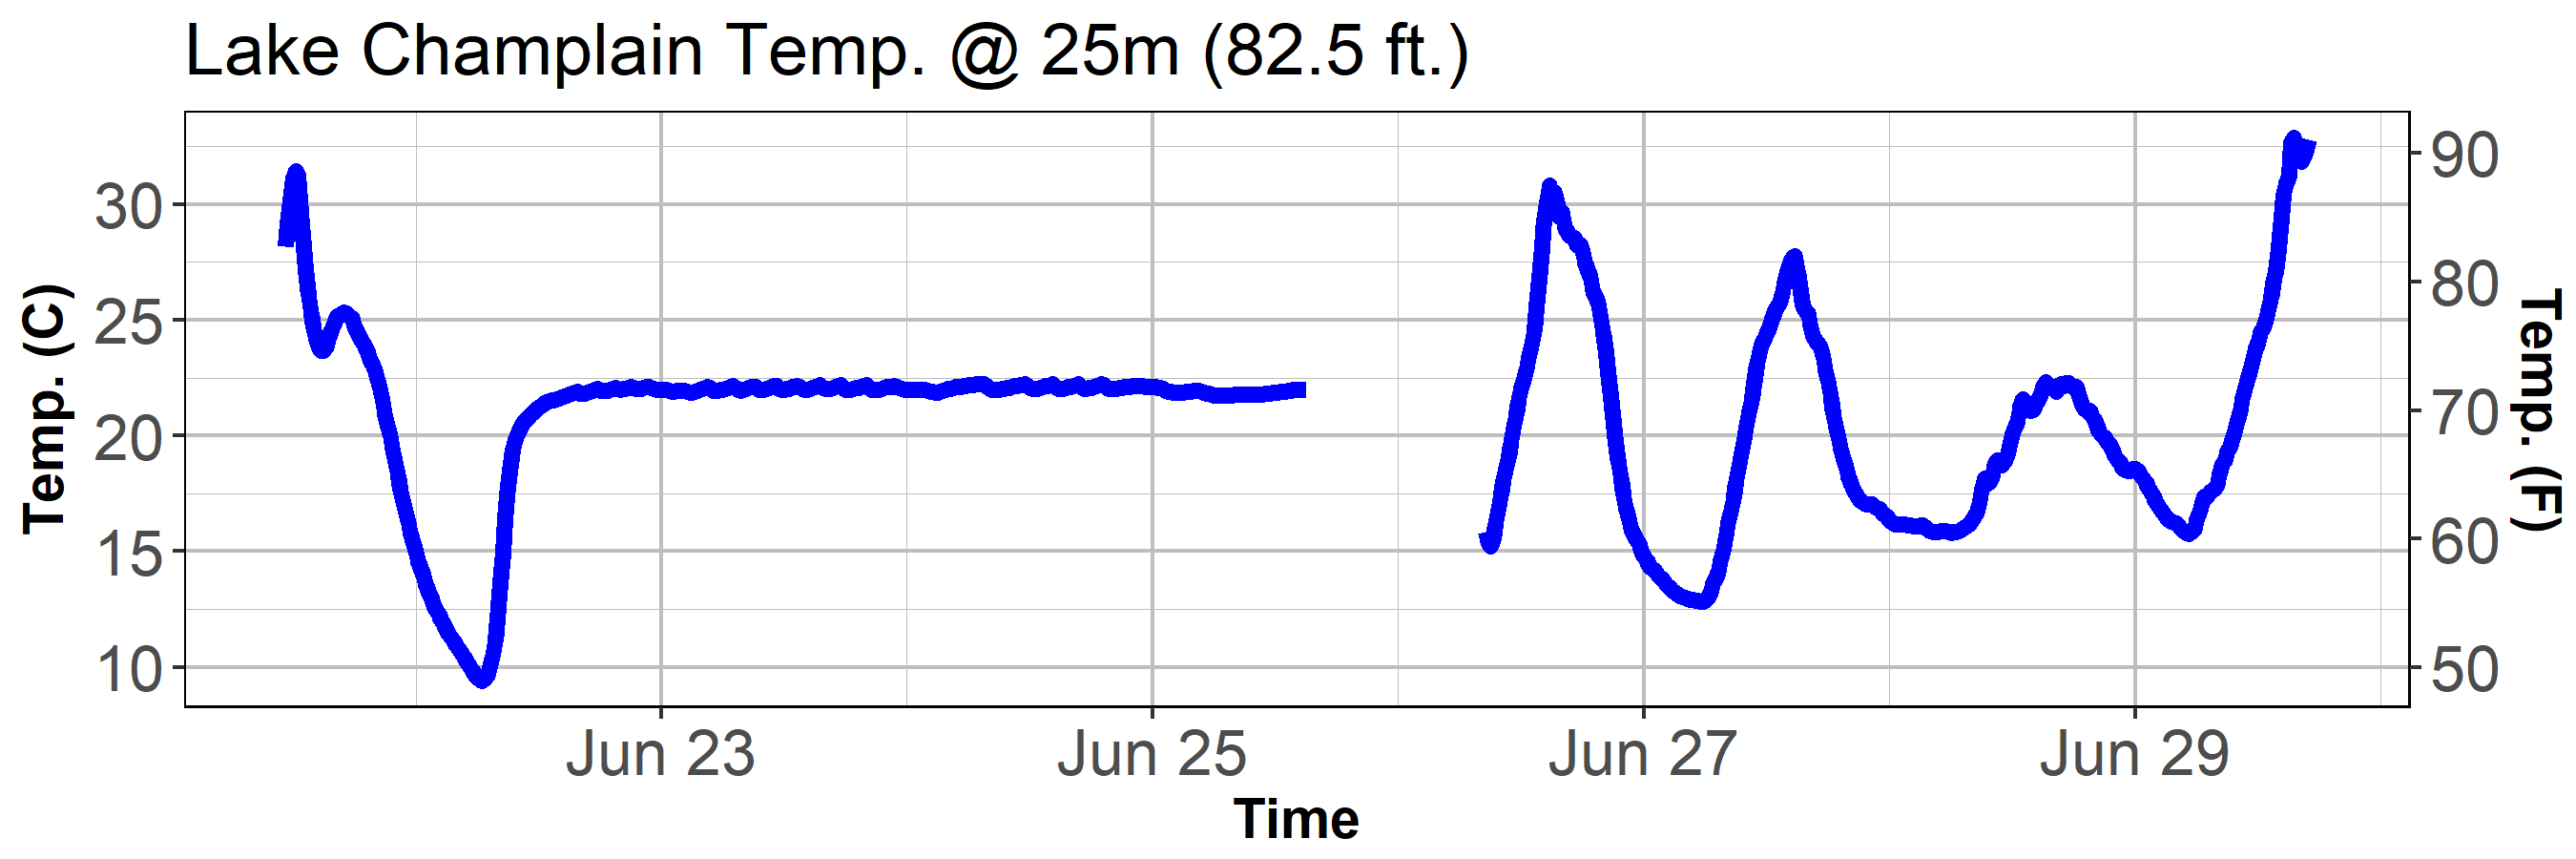 Lake Champlain Temp. @ 25m (82.5 ft.)
Temp. (C)
30
25
20
15
10
90
80
70
60
50
Temp. (F)
Jun 23
Jun 25
Jun 27
Jun 29
Time